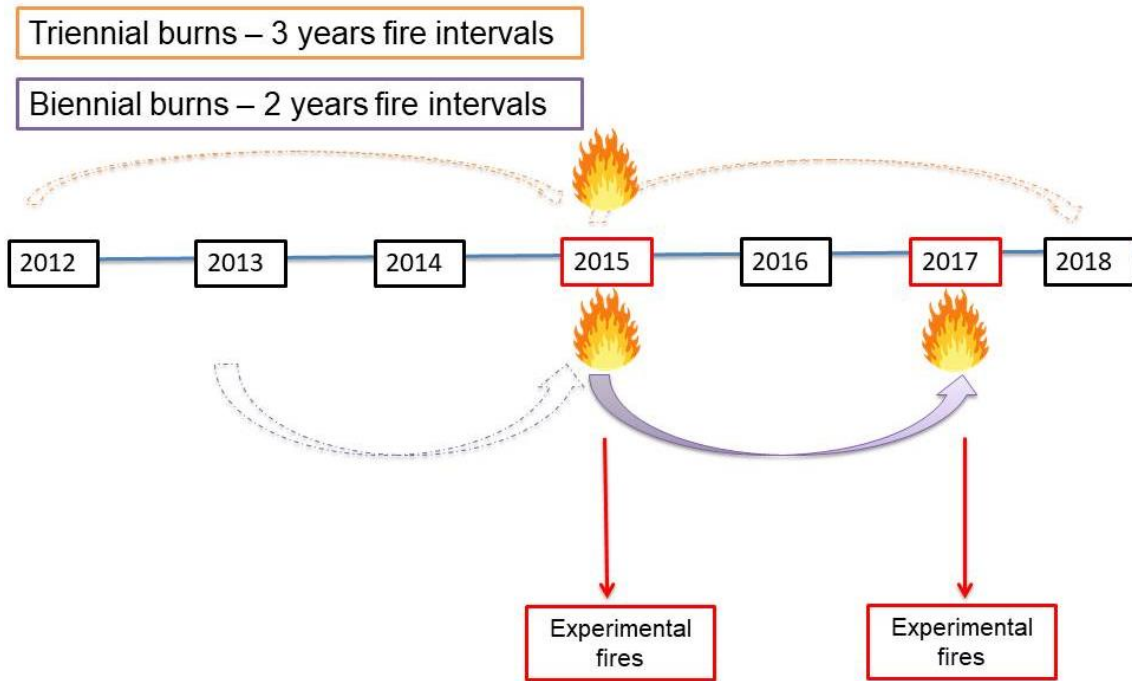 Triennial burns – 3 years fire intervals
Biennial burns – 2 years fire intervals
2012
2013
2014
2015
2016
2017
2018
Experimental
fires
Experimental
fires